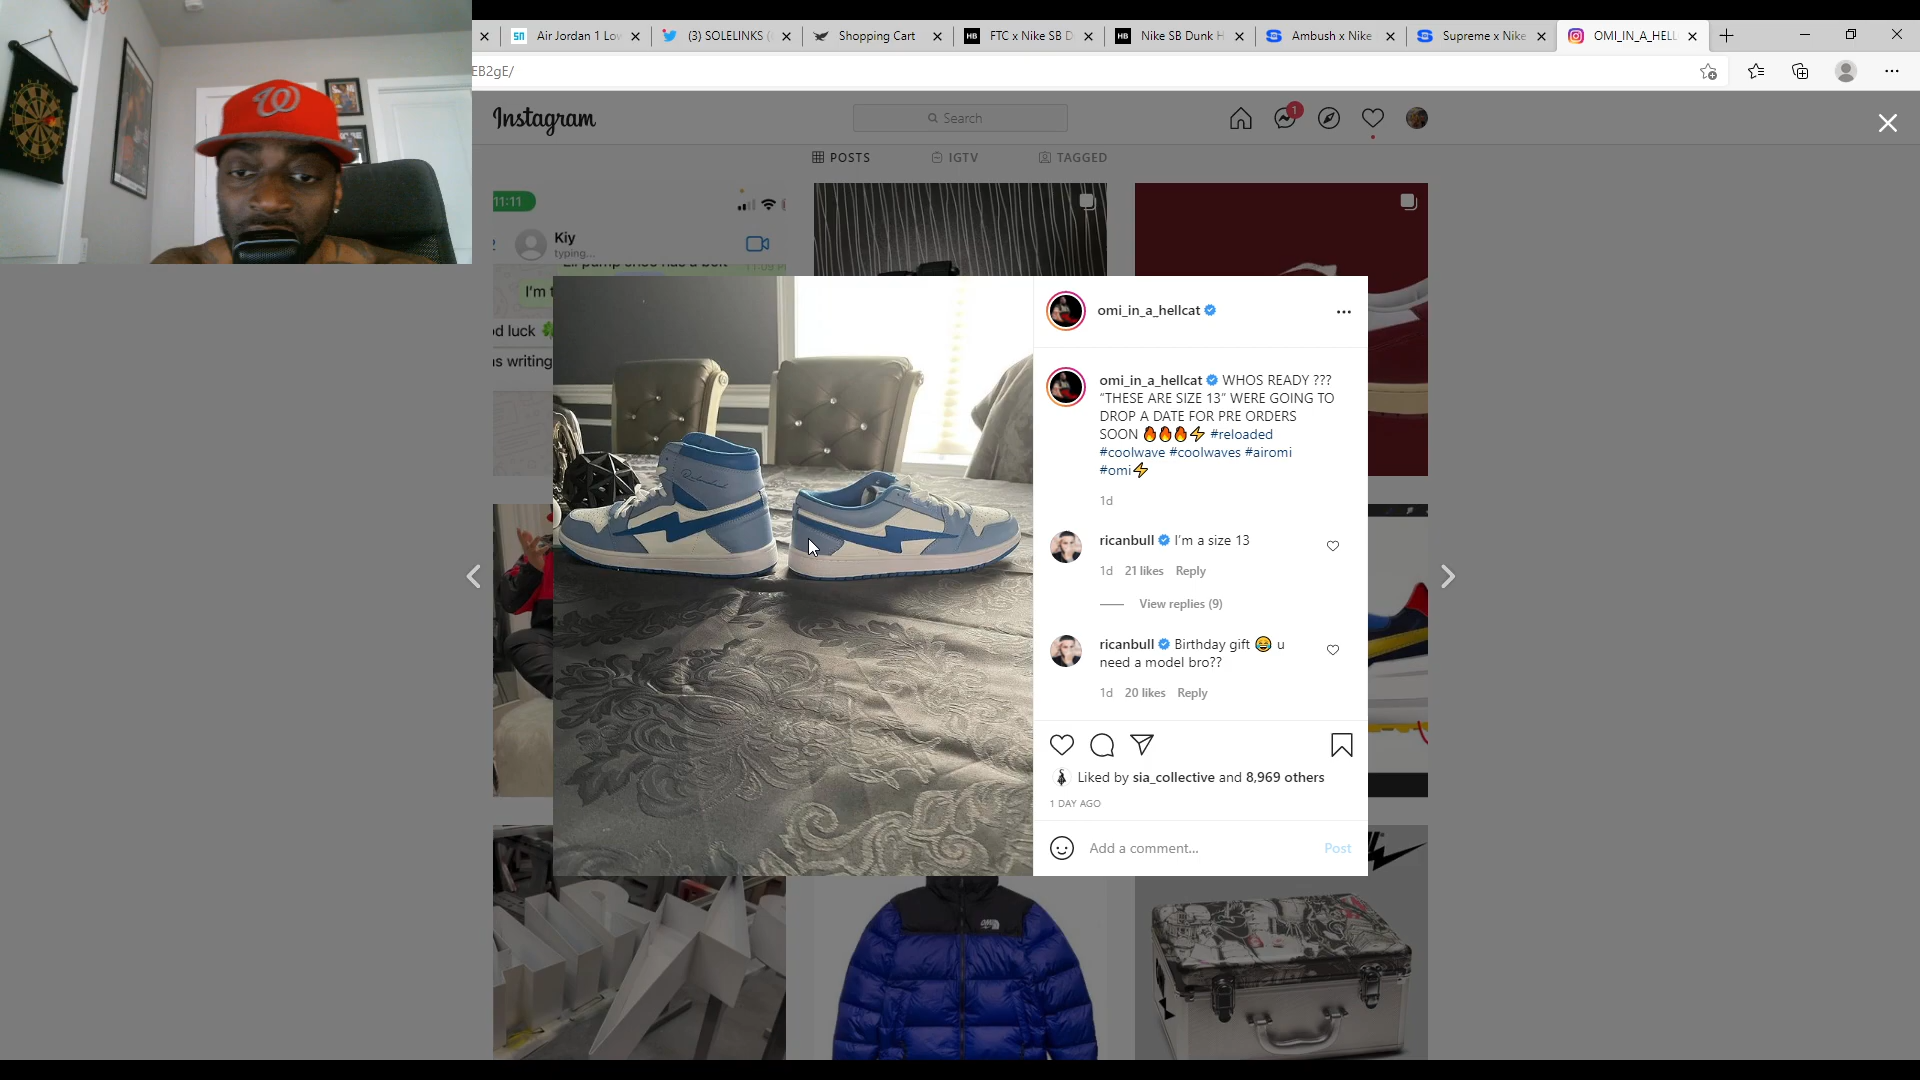 Air Jordan 1 Lo
(3) SOLELINKS (
Shopping Cart
FTC x Nike SB D
Nike SB Dunk H
Ambush x Nike
Supreme x Nike
OMI_IN_A_HELL
EB2gE/
Instagram
Search
1
POSTS
IGTV
TAGGED
11:11
Kiy
typing...
I'm t
d luck 🍀
s writing
omi_in_a_hellcat
omi_in_a_hellcat WHOS READY ???
“THESE ARE SIZE 13” WERE GOING TO
DROP A DATE FOR PRE ORDERS
SOON 🔥🔥🔥⚡ #reloaded
#coolwave #coolwaves #airomi
#omi⚡
1d
ricanbull I'm a size 13
1d 21 likes Reply
View replies (9)
ricanbull Birthday gift 😂 u
need a model bro??
1d 20 likes Reply
Liked by sia_collective and 8,969 others
1 DAY AGO
Add a comment...
Post